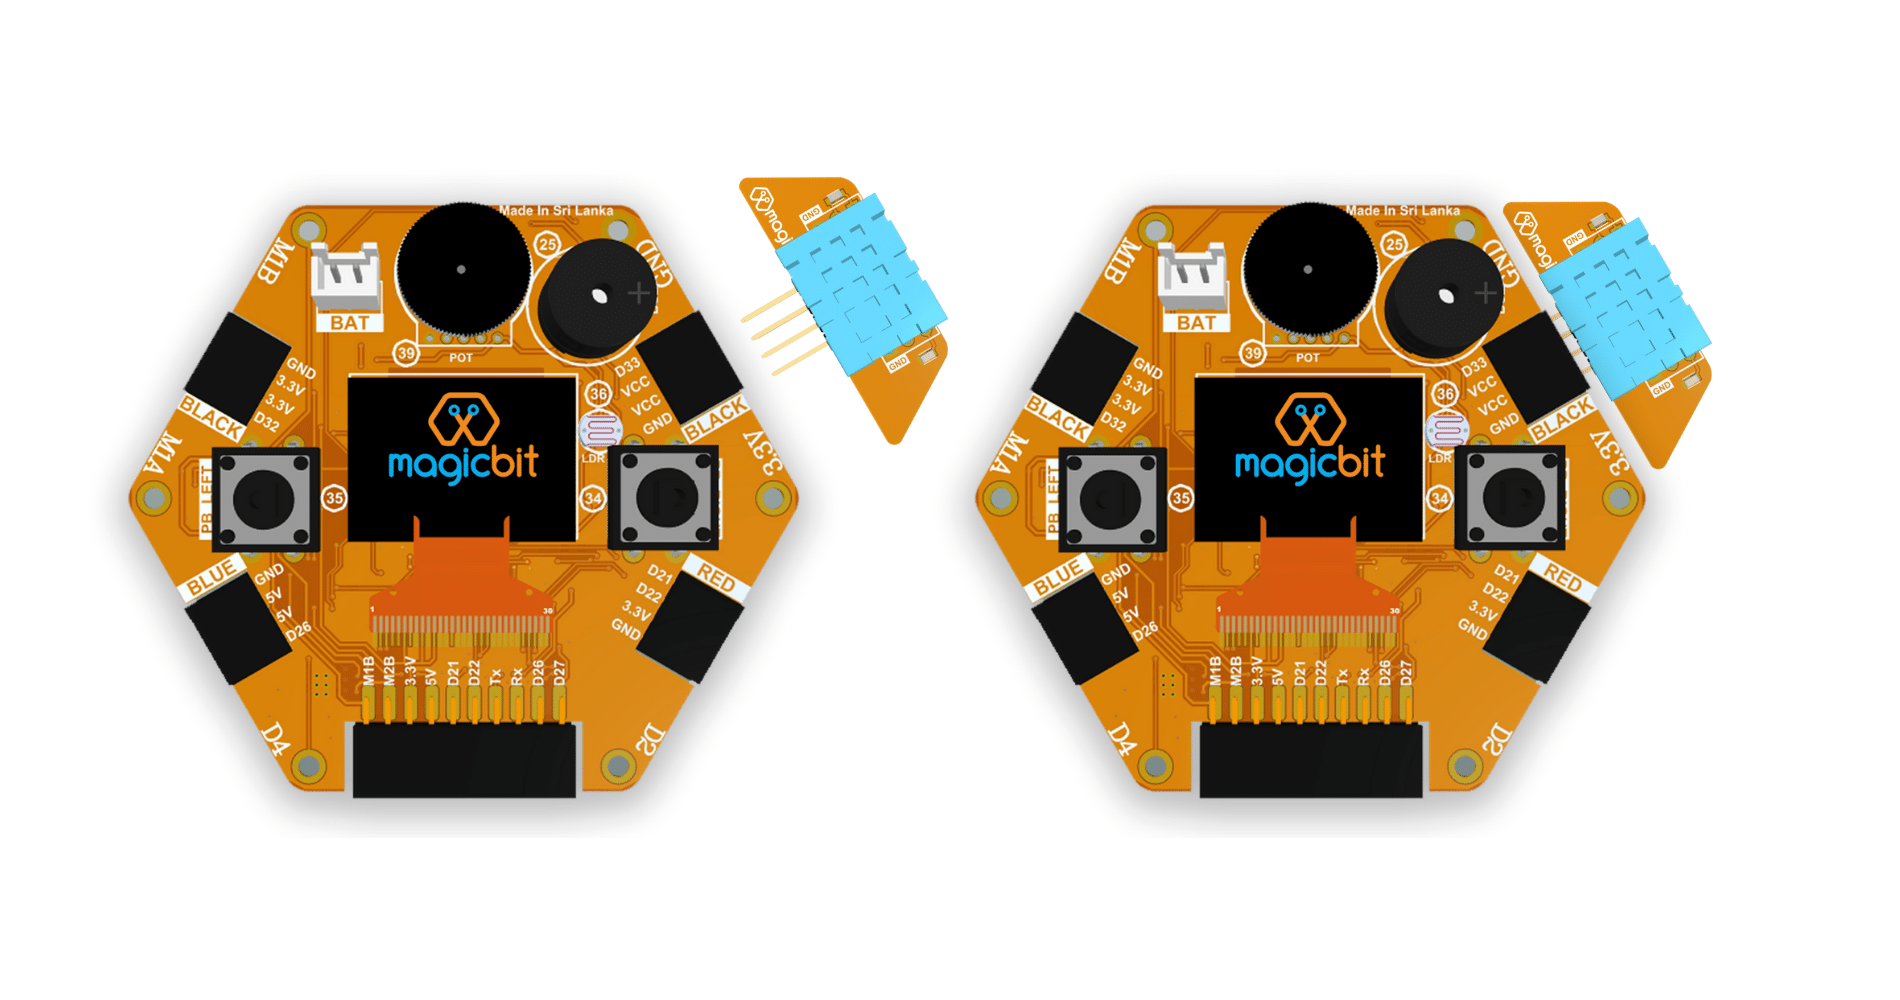 Made In Sri Lanka
25
M1B
GND
BAT
39
POT
GND
3.3V
3.3V
D32
BLACK
D33
VCC
VCC
GND
BLACK
36
LDR
magicbit
M1A
3.3V
PB LEFT
35
34
BLUE
GND
5V
5V
D26
RED
D21
D22
3.3V
GND
1
30
M1B
M2B
3.3V
5V
D21
D22
Tx
Rx
D26
D27
D4
D2
magi
GND
GND
Made In Sri Lanka
25
M1B
GND
BAT
39
POT
GND
3.3V
3.3V
D32
BLACK
D33
VCC
VCC
GND
BLACK
36
LDR
magicbit
M1A
3.3V
PB LEFT
35
34
BLUE
GND
5V
5V
D26
RED
D21
D22
3.3V
GND
1
30
M1B
M2B
3.3V
5V
D21
D22
Tx
Rx
D26
D27
D4
D2
magi
GND
GND